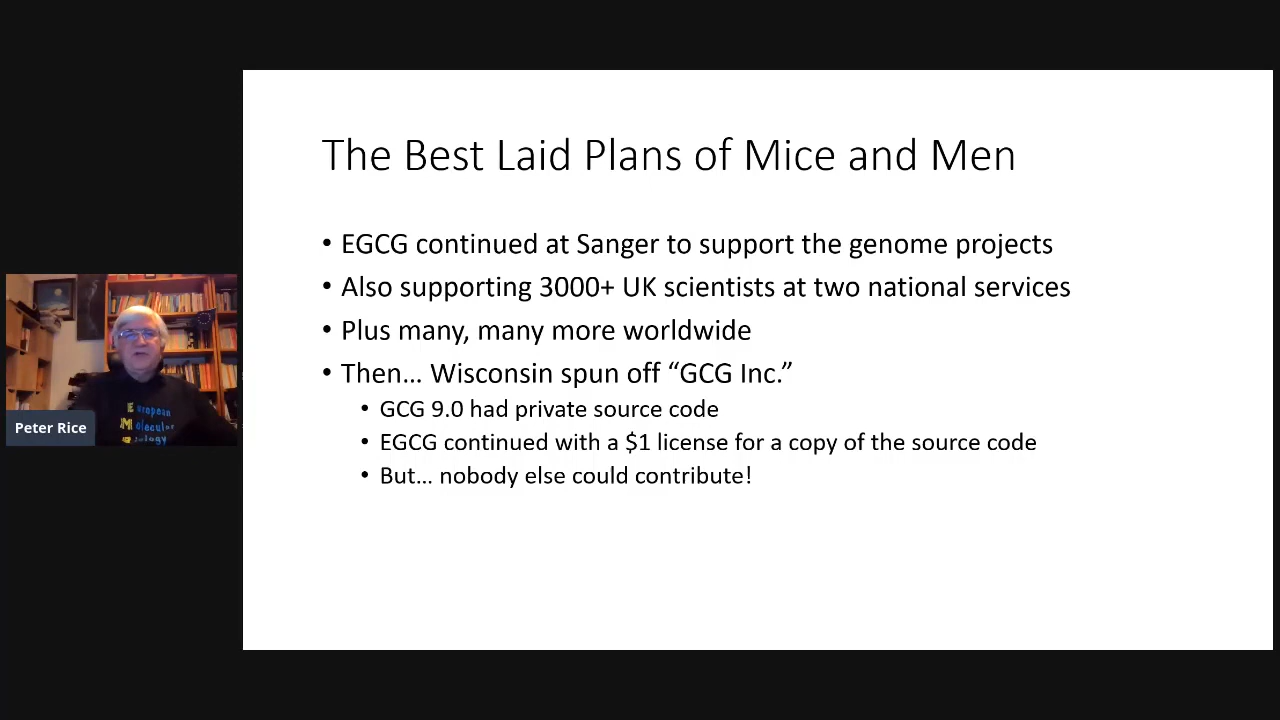 The Best Laid Plans of Mice and Men
• EGCG continued at Sanger to support the genome projects
• Also supporting 3000+ UK scientists at two national services
• Plus many, many more worldwide
• Then… Wisconsin spun off “GCG Inc.”
• GCG 9.0 had private source code
• EGCG continued with a $1 license for a copy of the source code
• But… nobody else could contribute!
Peter Rice
European
Molecular